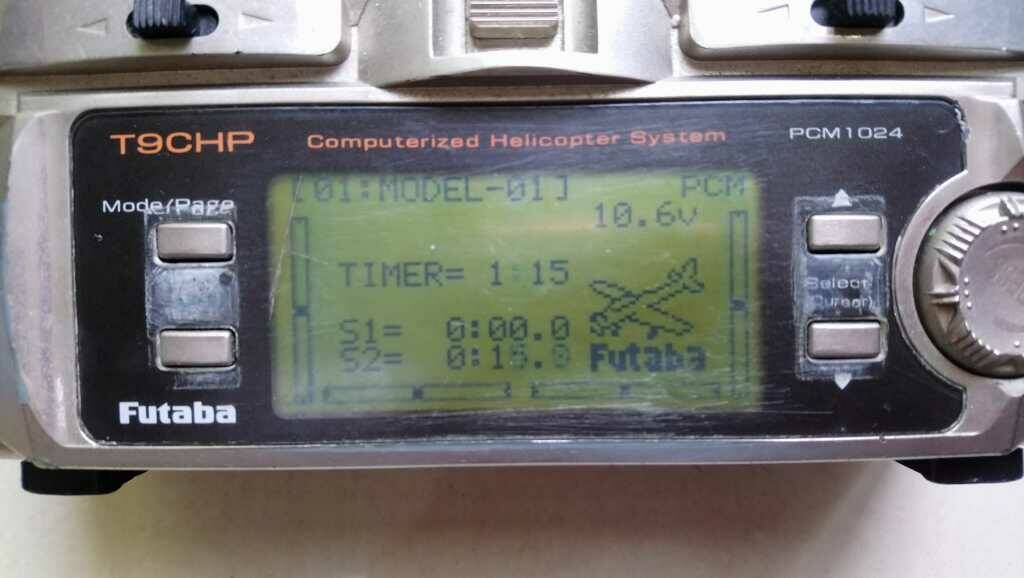 T9CHP Computerized Helicopter System PCM1024
Mode/Page
[01:MODEL-01] PCM
10.6v
TIMER= 1:15
S1= 0:00.0
S2= 0:15.0
Futaba
Select
(Cursor)
Futaba